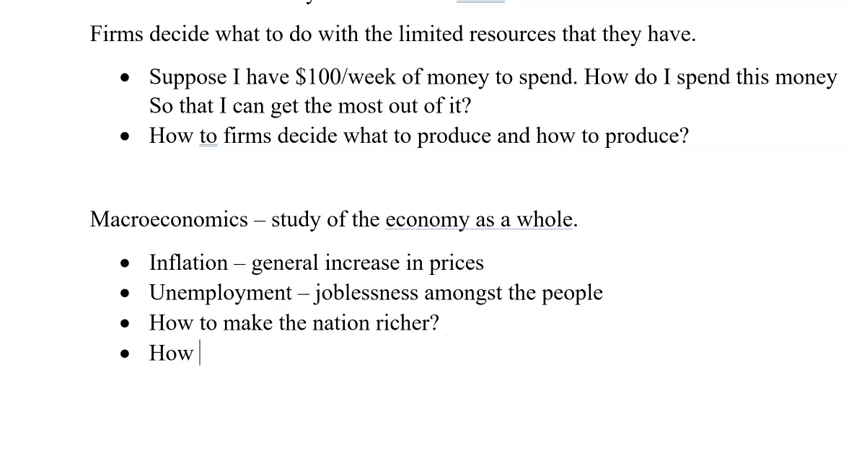 Firms decide what to do with the limited resources that they have.
• Suppose I have $100/week of money to spend. How do I spend this money
So that I can get the most out of it?
• How to firms decide what to produce and how to produce?
Macroeconomics – study of the economy as a whole.
• Inflation – general increase in prices
• Unemployment – joblessness amongst the people
• How to make the nation richer?
• How